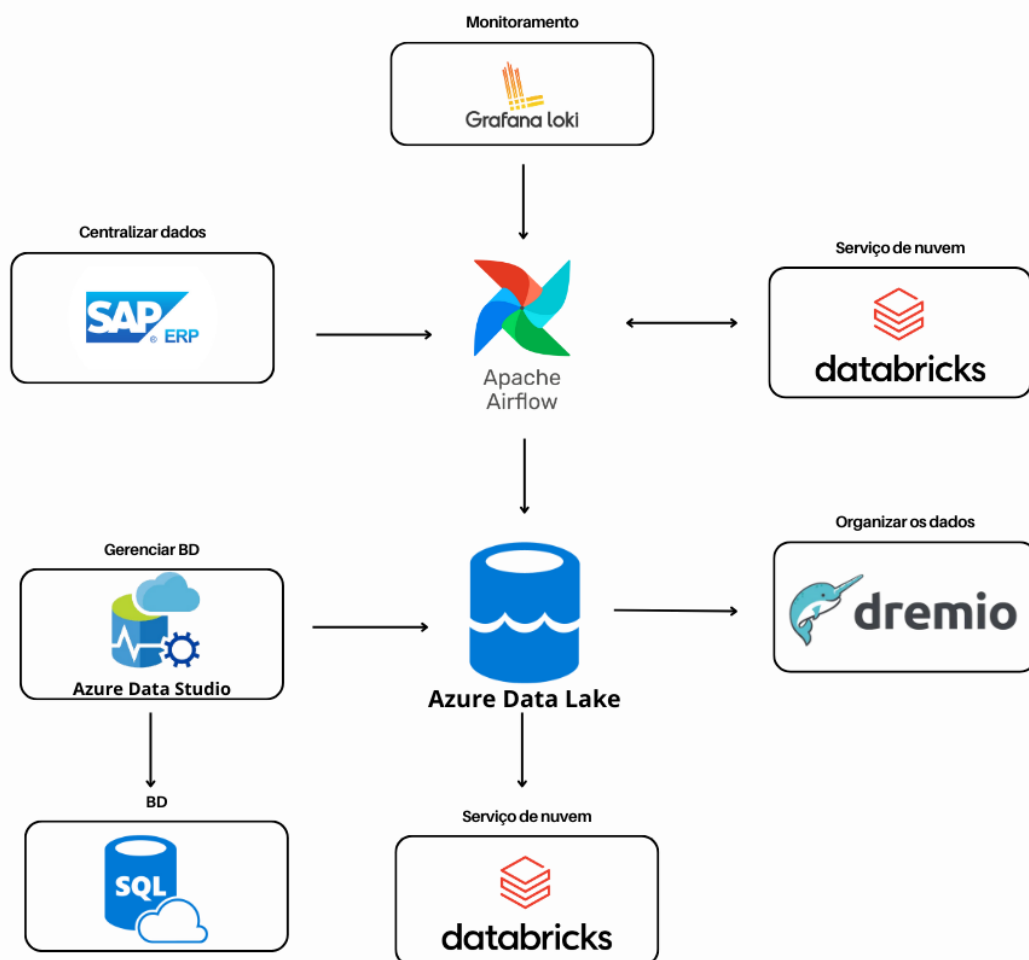 Monitoramento
Grafana loki
Centralizar dados
SAP
® ERP
Apache
Airflow
Serviço de nuvem
databricks
Gerenciar BD
Azure Data Studio
Azure Data Lake
Organizar os dados
dremio
BD
SQL
Serviço de nuvem
databricks